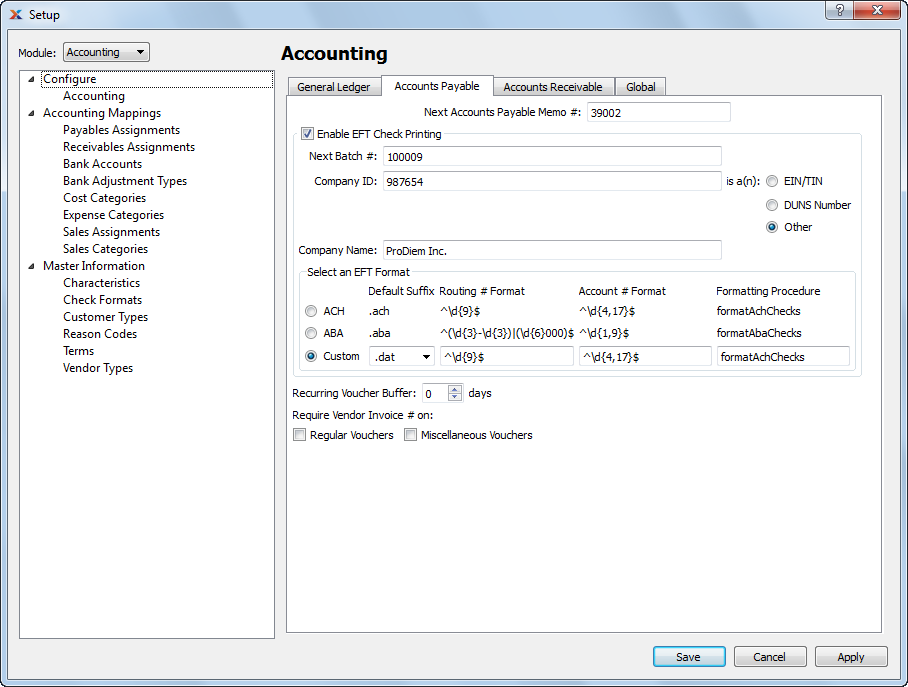 Setup
Module: Accounting
Configure
Accounting
Accounting Mappings
Payables Assignments
Receivables Assignments
Bank Accounts
Bank Adjustment Types
Cost Categories
Expense Categories
Sales Assignments
Sales Categories
Master Information
Characteristics
Check Formats
Customer Types
Reason Codes
Terms
Vendor Types
Accounting
General Ledger Accounts Payable Accounts Receivable Global
Next Accounts Payable Memo #: 39002
Enable EFT Check Printing
Next Batch #: 100009
Company ID: 987654 is a(n): EIN/TIN
DUNS Number
Other
Company Name: ProDiem Inc.
Select an EFT Format
Default Suffix Routing # Format Account # Format Formatting Procedure
ACH .ach ^\d{9}$ ^\d{4,17}$ formatAchChecks
ABA .aba ^(\d{3}-\d{3})|(\d{6}000)$ ^\d{1,9}$ formatAbaChecks
Custom .dat ^\d{9}$ ^\d{4,17}$ formatAchChecks
Recurring Voucher Buffer: 0 days
Require Vendor Invoice # on:
Regular Vouchers Miscellaneous Vouchers
Save Cancel Apply